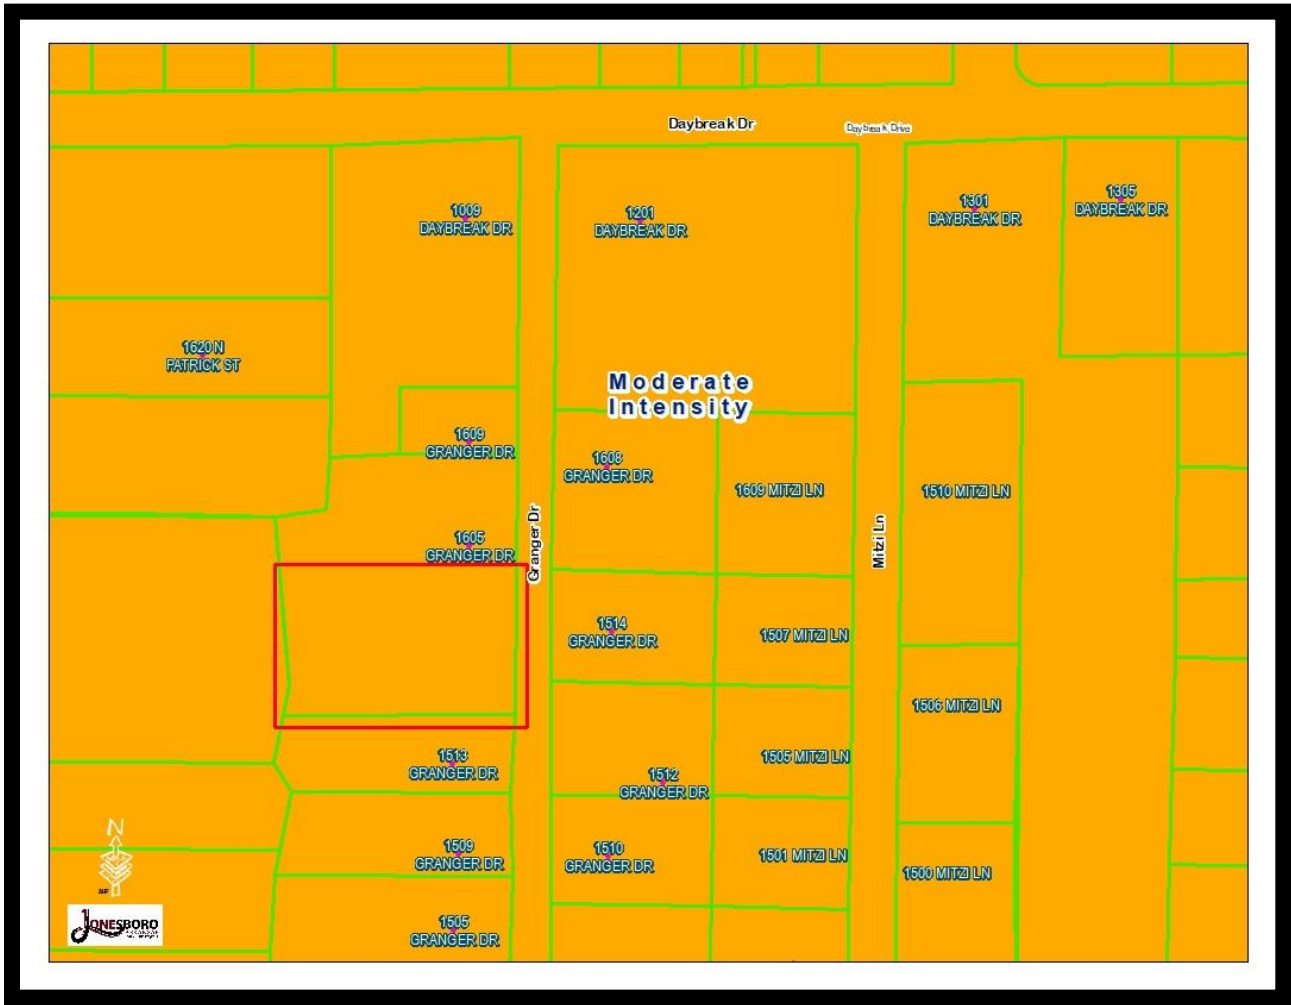 Daybreak Dr
Daybreak Drive
1009
DAYBREAK DR
1201
DAYBREAK DR
1301
DAYBREAK DR
1305
DAYBREAK DR
1620 N
PATRICK ST
Moderate
Intensity
1609
GRANGER DR
1608
GRANGER DR
1609 MITZI LN
1510 MITZI LN
Granger Dr
Mitzi Ln
1605
GRANGER DR
1514
GRANGER DR
1507 MITZI LN
1506 MITZI LN
1513
GRANGER DR
1512
GRANGER DR
1505 MITZI LN
1509
GRANGER DR
1510
GRANGER DR
1501 MITZI LN
1500 MITZI LN
1505
GRANGER DR
N
JONESBORO